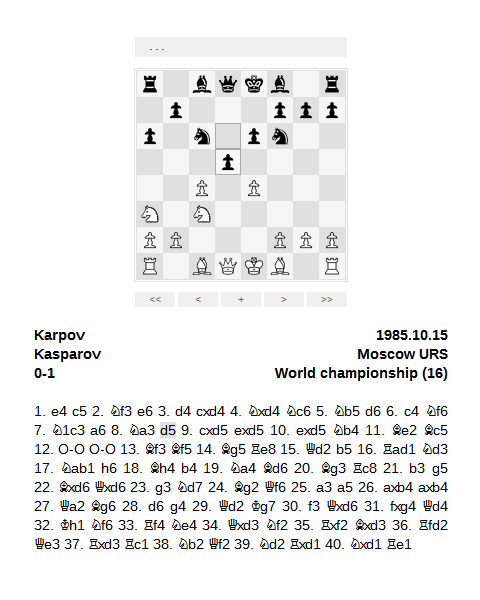 ...
<< < + > >>
Karpov 1985.10.15
Kasparov Moscow URS
0-1 World championship (16)
1. e4 c5 2. ♘f3 e6 3. d4 cxd4 4. ♘xd4 ♘c6 5. ♘b5 d6 6. c4 ♘f6
7. ♘1c3 a6 8. ♘a3 d5 9. cxd5 exd5 10. exd5 ♘b4 11. ♗e2 ♗c5
12. O-O O-O 13. ♗f3 ♗f5 14. ♗g5 ♖e8 15. ♕d2 b5 16. ♖ad1 ♘d3
17. ♘ab1 h6 18. ♗h4 b4 19. ♘a4 ♗d6 20. ♗g3 ♖c8 21. b3 g5
22. ♗xd6 ♕xd6 23. g3 ♘d7 24. ♗g2 ♕f6 25. a3 a5 26. axb4 axb4
27. ♕a2 ♗g6 28. d6 g4 29. ♕d2 ♔g7 30. f3 ♕xd6 31. fxg4 ♕d4
32. ♔h1 ♘f6 33. ♖f4 ♘e4 34. ♕xd3 ♘f2 35. ♖xf2 ♗xd3 36. ♖fd2
♕e3 37. ♖xd3 ♖c1 38. ♘b2 ♕f2 39. ♘d2 ♖xd1 40. ♘xd1 ♖e1